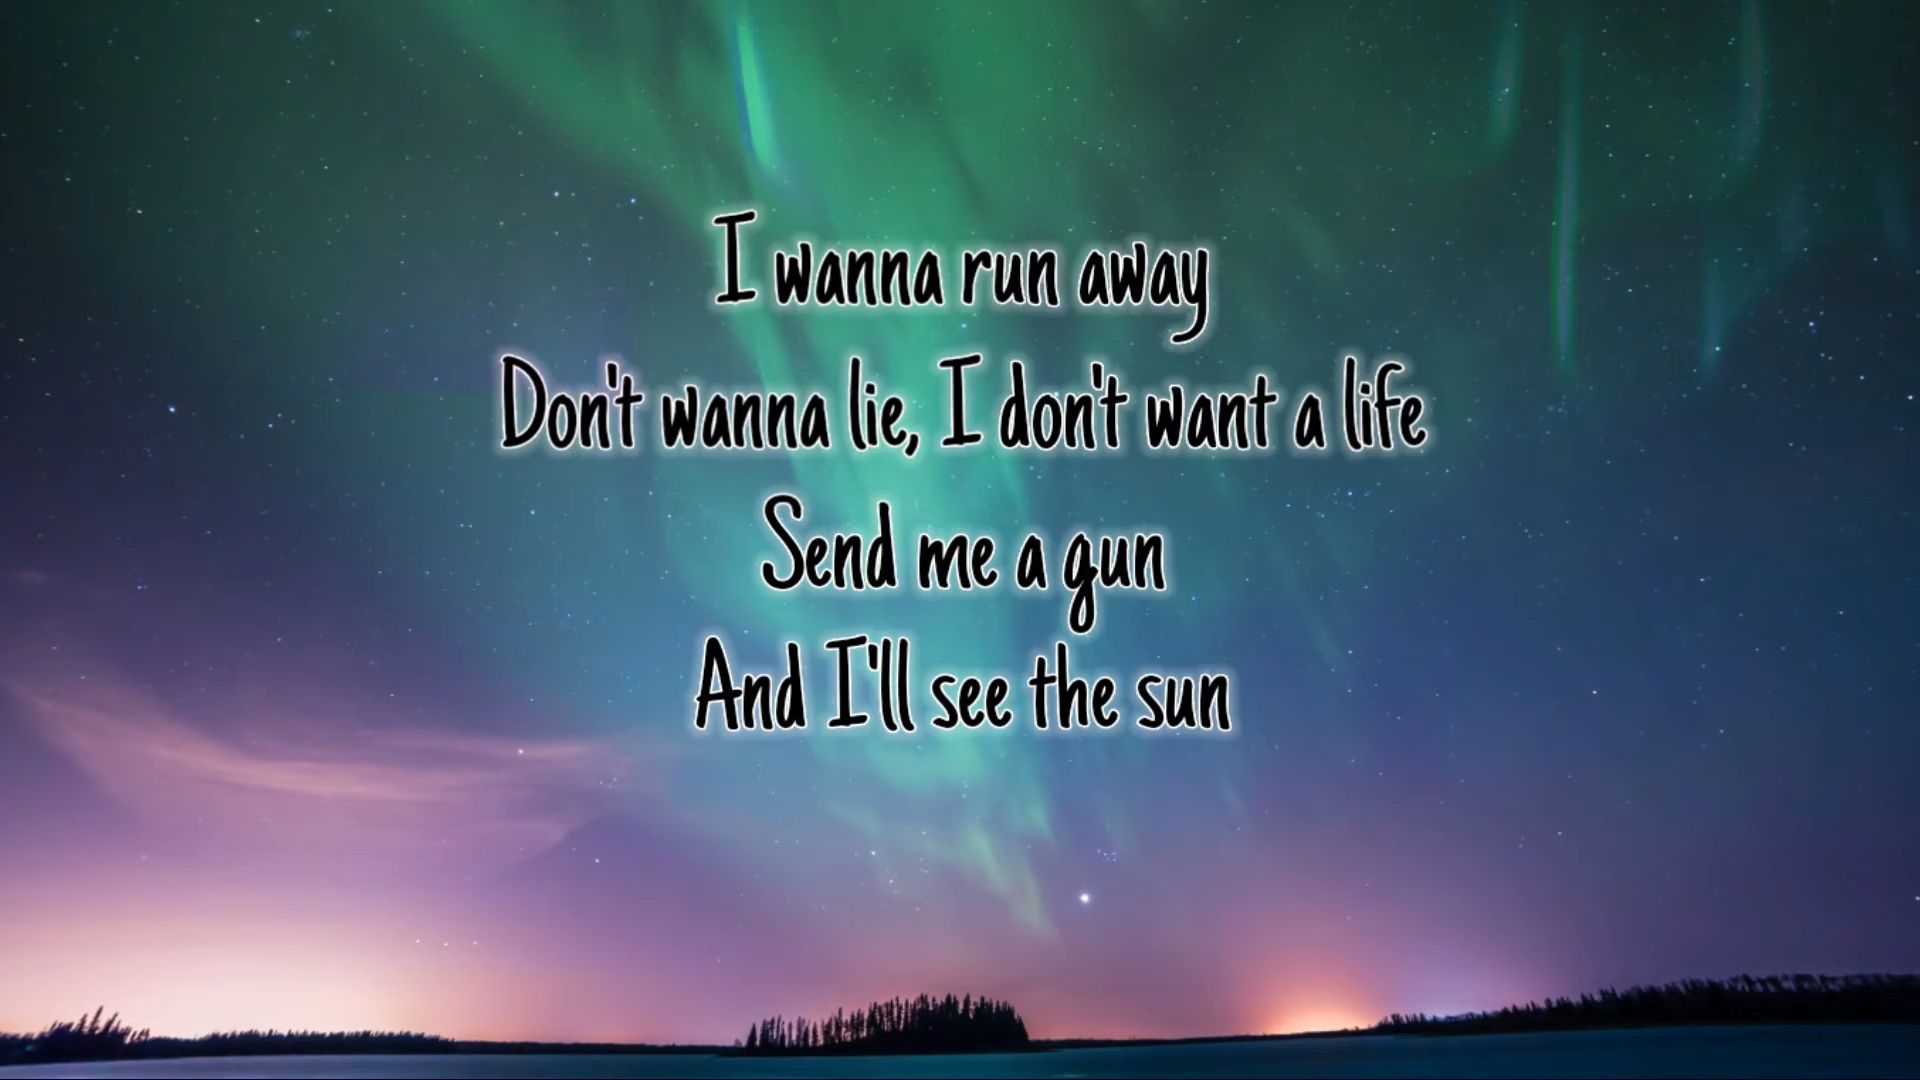 I wanna run away
Don't wanna lie, I don't want a life
Send me a gun
And I'll see the sun